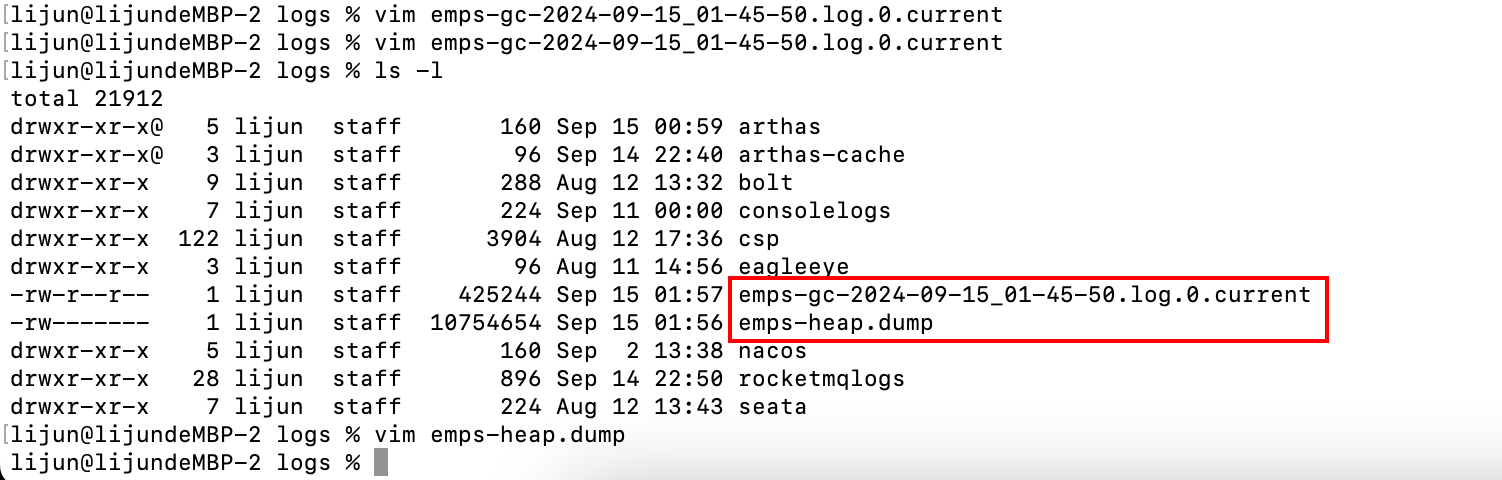 [lijun@lijundeMBP-2 logs % vim emps-gc-2024-09-15_01-45-50.log.0.current
[lijun@lijundeMBP-2 logs % vim emps-gc-2024-09-15_01-45-50.log.0.current
[lijun@lijundeMBP-2 logs % ls -l
total 21912
drwxr-xr-x@   5 lijun  staff       160 Sep 15 00:59 arthas
drwxr-xr-x@   3 lijun  staff        96 Sep 14 22:40 arthas-cache
drwxr-xr-x    9 lijun  staff       288 Aug 12 13:32 bolt
drwxr-xr-x    7 lijun  staff       224 Sep 11 00:00 consolelogs
drwxr-xr-x  122 lijun  staff      3904 Aug 12 17:36 csp
drwxr-xr-x    3 lijun  staff        96 Aug 11 14:56 eagleeye
-rw-r--r--    1 lijun  staff    425244 Sep 15 01:57 emps-gc-2024-09-15_01-45-50.log.0.current
-rw-------    1 lijun  staff  10754654 Sep 15 01:56 emps-heap.dump
drwxr-xr-x    5 lijun  staff       160 Sep  2 13:38 nacos
drwxr-xr-x   28 lijun  staff       896 Sep 14 22:50 rocketmqlogs
drwxr-xr-x    7 lijun  staff       224 Aug 12 13:43 seata
[lijun@lijundeMBP-2 logs % vim emps-heap.dump
lijun@lijundeMBP-2 logs %